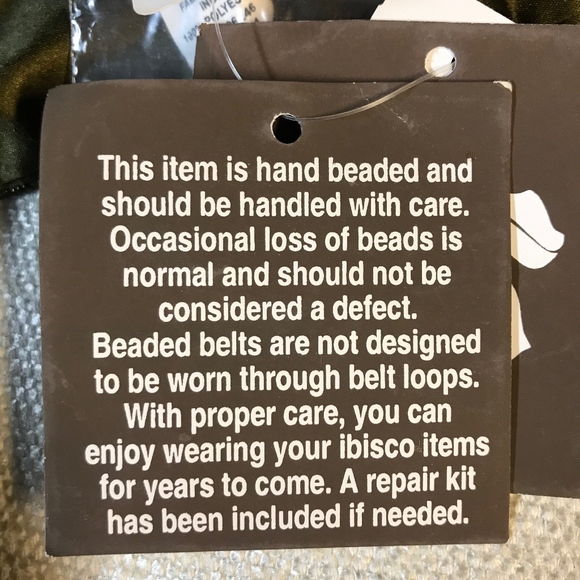 This item is hand beaded and
should be handled with care.
Occasional loss of beads is
normal and should not be
considered a defect.
Beaded belts are not designed
to be worn through belt loops.
With proper care, you can
enjoy wearing your ibisco items
for years to come. A repair kit
has been included if needed.